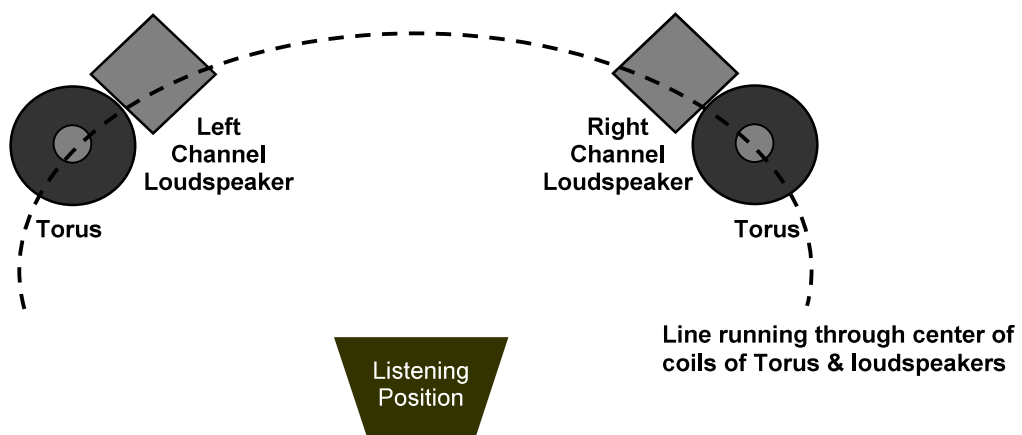 Left
Channel
Loudspeaker
Right
Channel
Loudspeaker
Torus
Torus
Line running through center of
coils of Torus & loudspeakers
Listening
Position